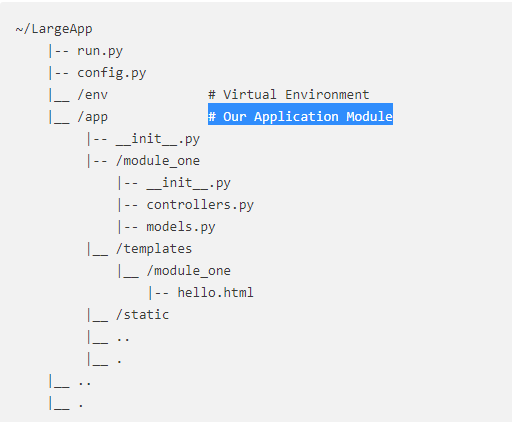 ~/LargeApp
    |-- run.py
    |-- config.py
    |__ /env             # Virtual Environment
    |__ /app             # Our Application Module
         |-- __init__.py
         |-- /module_one
             |-- __init__.py
             |-- controllers.py
             |-- models.py
         |__ /templates
             |__ /module_one
                 |-- hello.html
         |__ /static
         |__ ..
         |__ .
    |__ ..
    |__ .